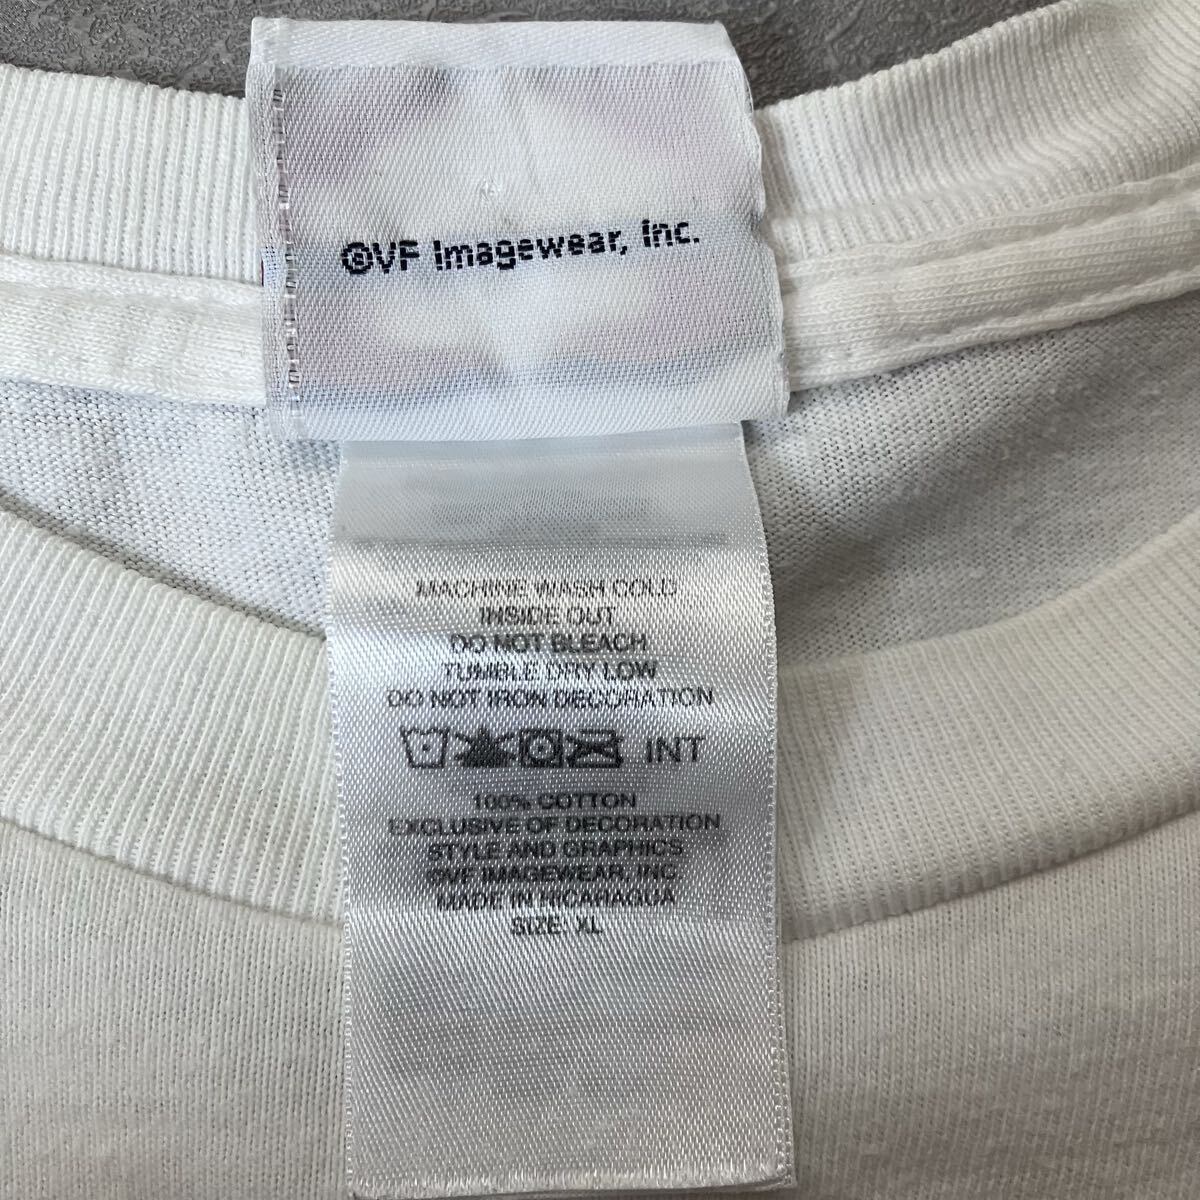 ©VF Imagewear, Inc.
MACHINE WASH COLD
INSIDE OUT
DO NOT BLEACH
TUMBLE DRY LOW
DO NOT IRON DECORATION
INT
100% COTTON
EXCLUSIVE OF DECORATION
STYLE AND GRAPHICS
©VF IMAGEWEAR, INC
MADE IN NICARAGUA
SIZE: XL